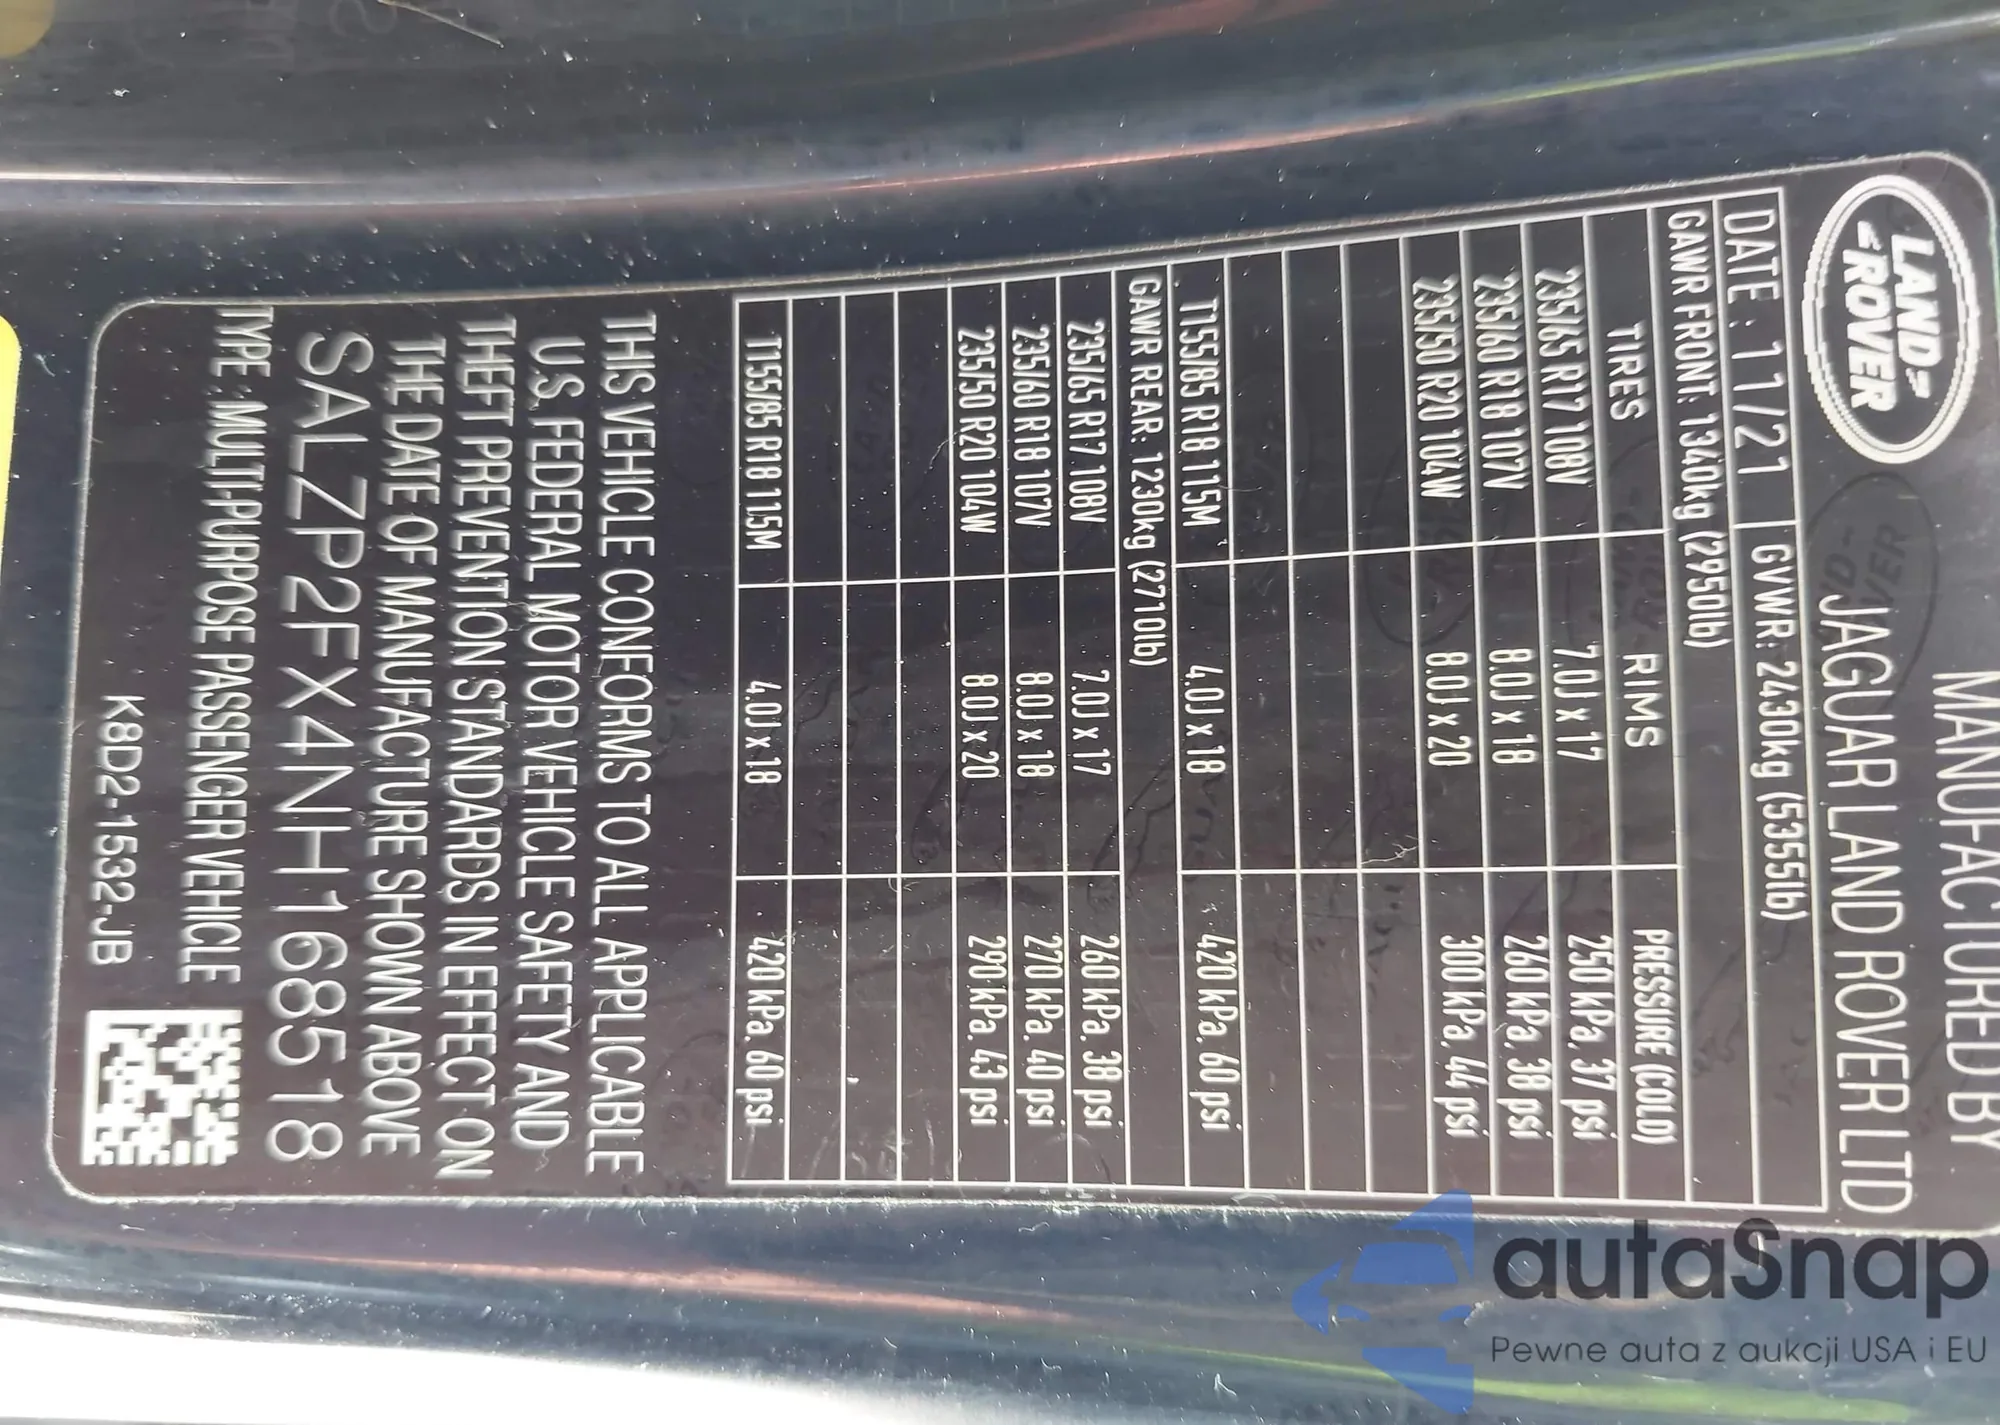 LAND
ROVER
MANUFACTURED BY
JAGUAR LAND ROVER LTD
DATE : 11/21 GVWR: 2430kg (5355lb)
GAWR FRONT: 1340kg (2950lb)
TIRES RIMS PRESSURE (COLD)
235/65 R17 108V 7.0J x 17 250 kPa, 37 psi
235/60 R18 107V 8.0J x 18 260 kPa, 38 psi
235/50 R20 104W 8.0J x 20 300 kPa, 44 psi
T155/85 R18 115M 4.0J x 18 420 kPa, 60 psi
GAWR REAR: 1230kg (2710lb)
235/65 R17 108V 7.0J x 17 260 kPa, 38 psi
235/60 R18 107V 8.0J x 18 270 kPa, 40 psi
235/50 R20 104W 8.0J x 20 290 kPa, 43 psi
T155/85 R18 115M 4.0J x 18 420 kPa, 60 psi
THIS VEHICLE CONFORMS TO ALL APPLICABLE
U.S. FEDERAL MOTOR VEHICLE SAFETY AND
THEFT PREVENTION STANDARDS IN EFFECT ON
THE DATE OF MANUFACTURE SHOWN ABOVE
SALZP2FX4NH168518
TYPE : MULTI-PURPOSE PASSENGER VEHICLE
K8D2-1532-JB
autaSnap
Pewne auta z aukcji USA i EU